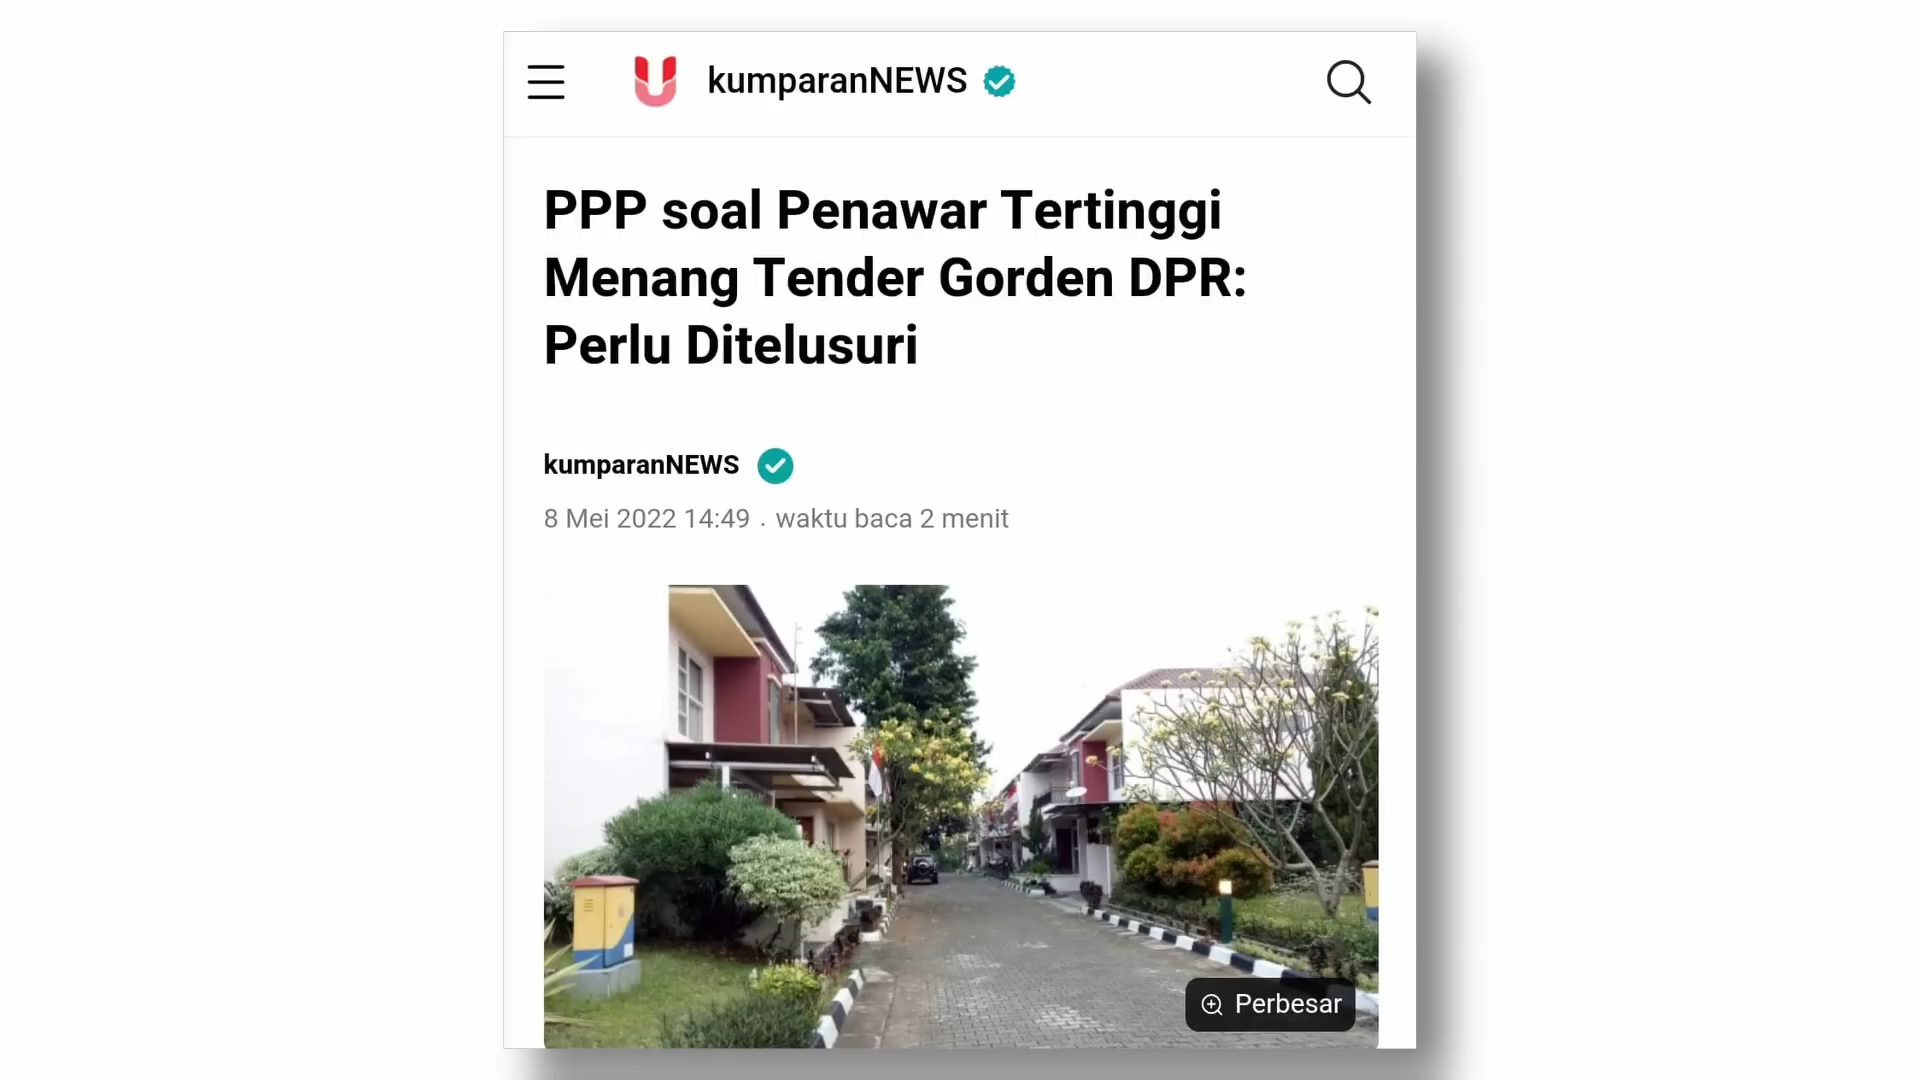 kumparanNEWS
PPP soal Penawar Tertinggi
Menang Tender Gorden DPR:
Perlu Ditelusuri
kumparanNEWS
8 Mei 2022 14:49 . waktu baca 2 menit
Perbesar